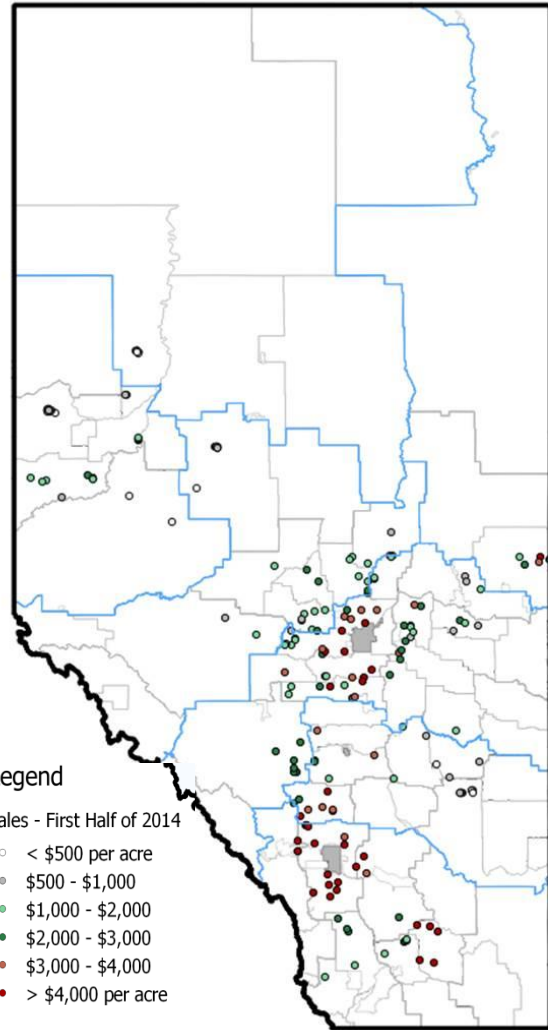 egend
ales - First Half of 2014
< $500 per acre
$500 - $1,000
$1,000 - $2,000
$2,000 - $3,000
$3,000 - $4,000
> $4,000 per acre